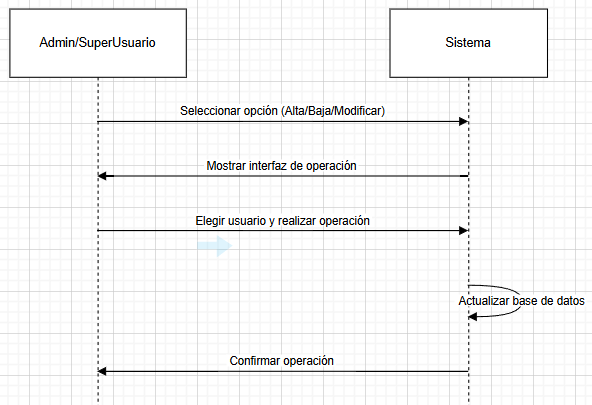 Admin/SuperUsuario
Sistema
Seleccionar opción (Alta/Baja/Modificar)
Mostrar interfaz de operación
Elegir usuario y realizar operación
Actualizar base de datos
Confirmar operación